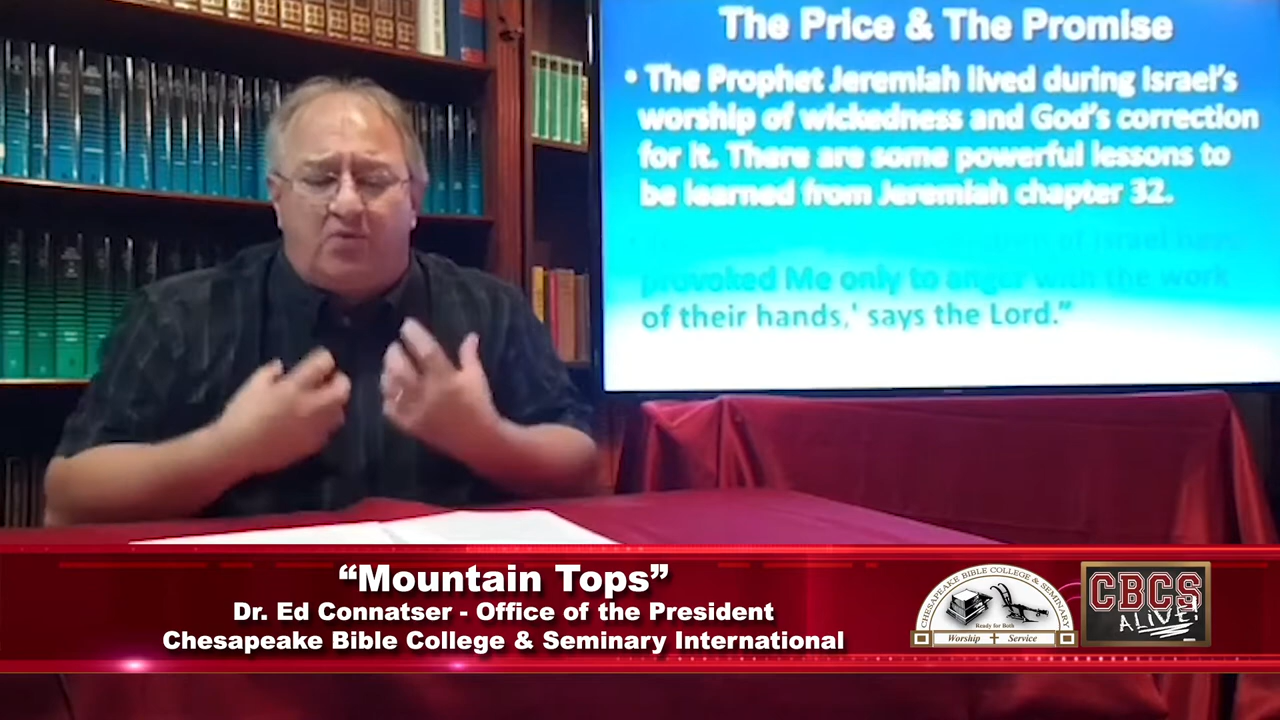 The Price & The Promise
• The Prophet Jeremiah lived during Israel's
worship of wickedness and God's correction
for it. There are some powerful lessons to
be learned from Jeremiah chapter 32.
of Israel have
provoked Me only to anger with the work
of their hands,' says the Lord."
“Mountain Tops”
Dr. Ed Connatser - Office of the President
Chesapeake Bible College & Seminary International
CHESAPEAKE BIBLE COLLEGE & SEMINARY
Ready for Both
Worship Service
CBCS
ALIVE!